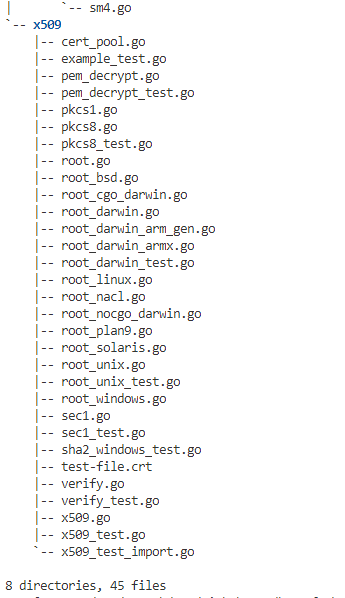 |       `-- sm4.go
`-- x509
    |-- cert_pool.go
    |-- example_test.go
    |-- pem_decrypt.go
    |-- pem_decrypt_test.go
    |-- pkcs1.go
    |-- pkcs8.go
    |-- pkcs8_test.go
    |-- root.go
    |-- root_bsd.go
    |-- root_cgo_darwin.go
    |-- root_darwin.go
    |-- root_darwin_arm_gen.go
    |-- root_darwin_armx.go
    |-- root_darwin_test.go
    |-- root_linux.go
    |-- root_nacl.go
    |-- root_nocgo_darwin.go
    |-- root_plan9.go
    |-- root_solaris.go
    |-- root_unix.go
    |-- root_unix_test.go
    |-- root_windows.go
    |-- sec1.go
    |-- sec1_test.go
    |-- sha2_windows_test.go
    |-- test-file.crt
    |-- verify.go
    |-- verify_test.go
    |-- x509.go
    |-- x509_test.go
    `-- x509_test_import.go

8 directories, 45 files